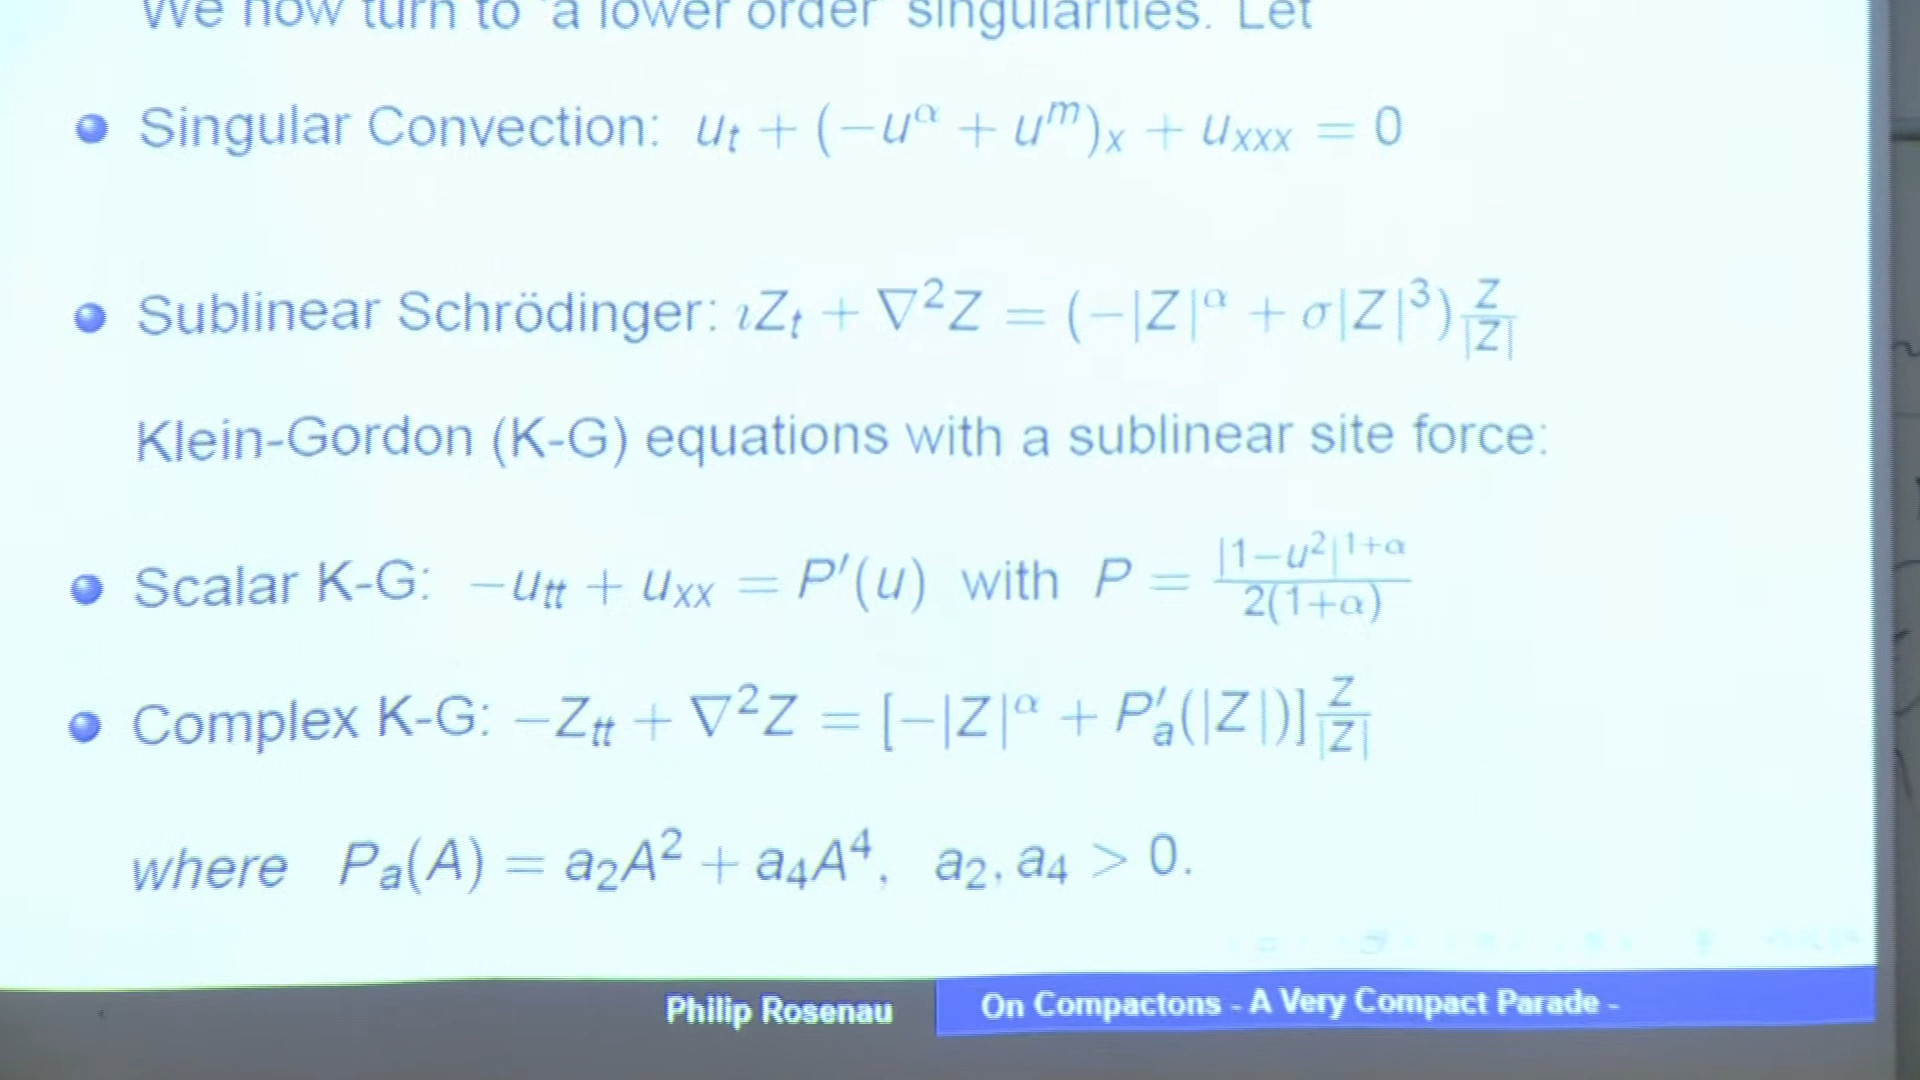 We now turn to 'a lower order' singularities. Let
Singular Convection: u_t + (−u^α + u^m)_x + u_xxx = 0
Sublinear Schrödinger: ıZ_t + ∇²Z = (−|Z|^α + σ|Z|³) Z/|Z|
Klein-Gordon (K-G) equations with a sublinear site force:
Scalar K-G: −u_tt + u_xx = P′(u) with P = |1−u²|^{1+α} / 2(1+α)
Complex K-G: −Z_tt + ∇²Z = [−|Z|^α + P′_a(|Z|)] Z/|Z|
where P_a(A) = a₂A² + a₄A⁴, a₂, a₄ > 0.
Philip Rosenau On Compactons - A Very Compact Parade -